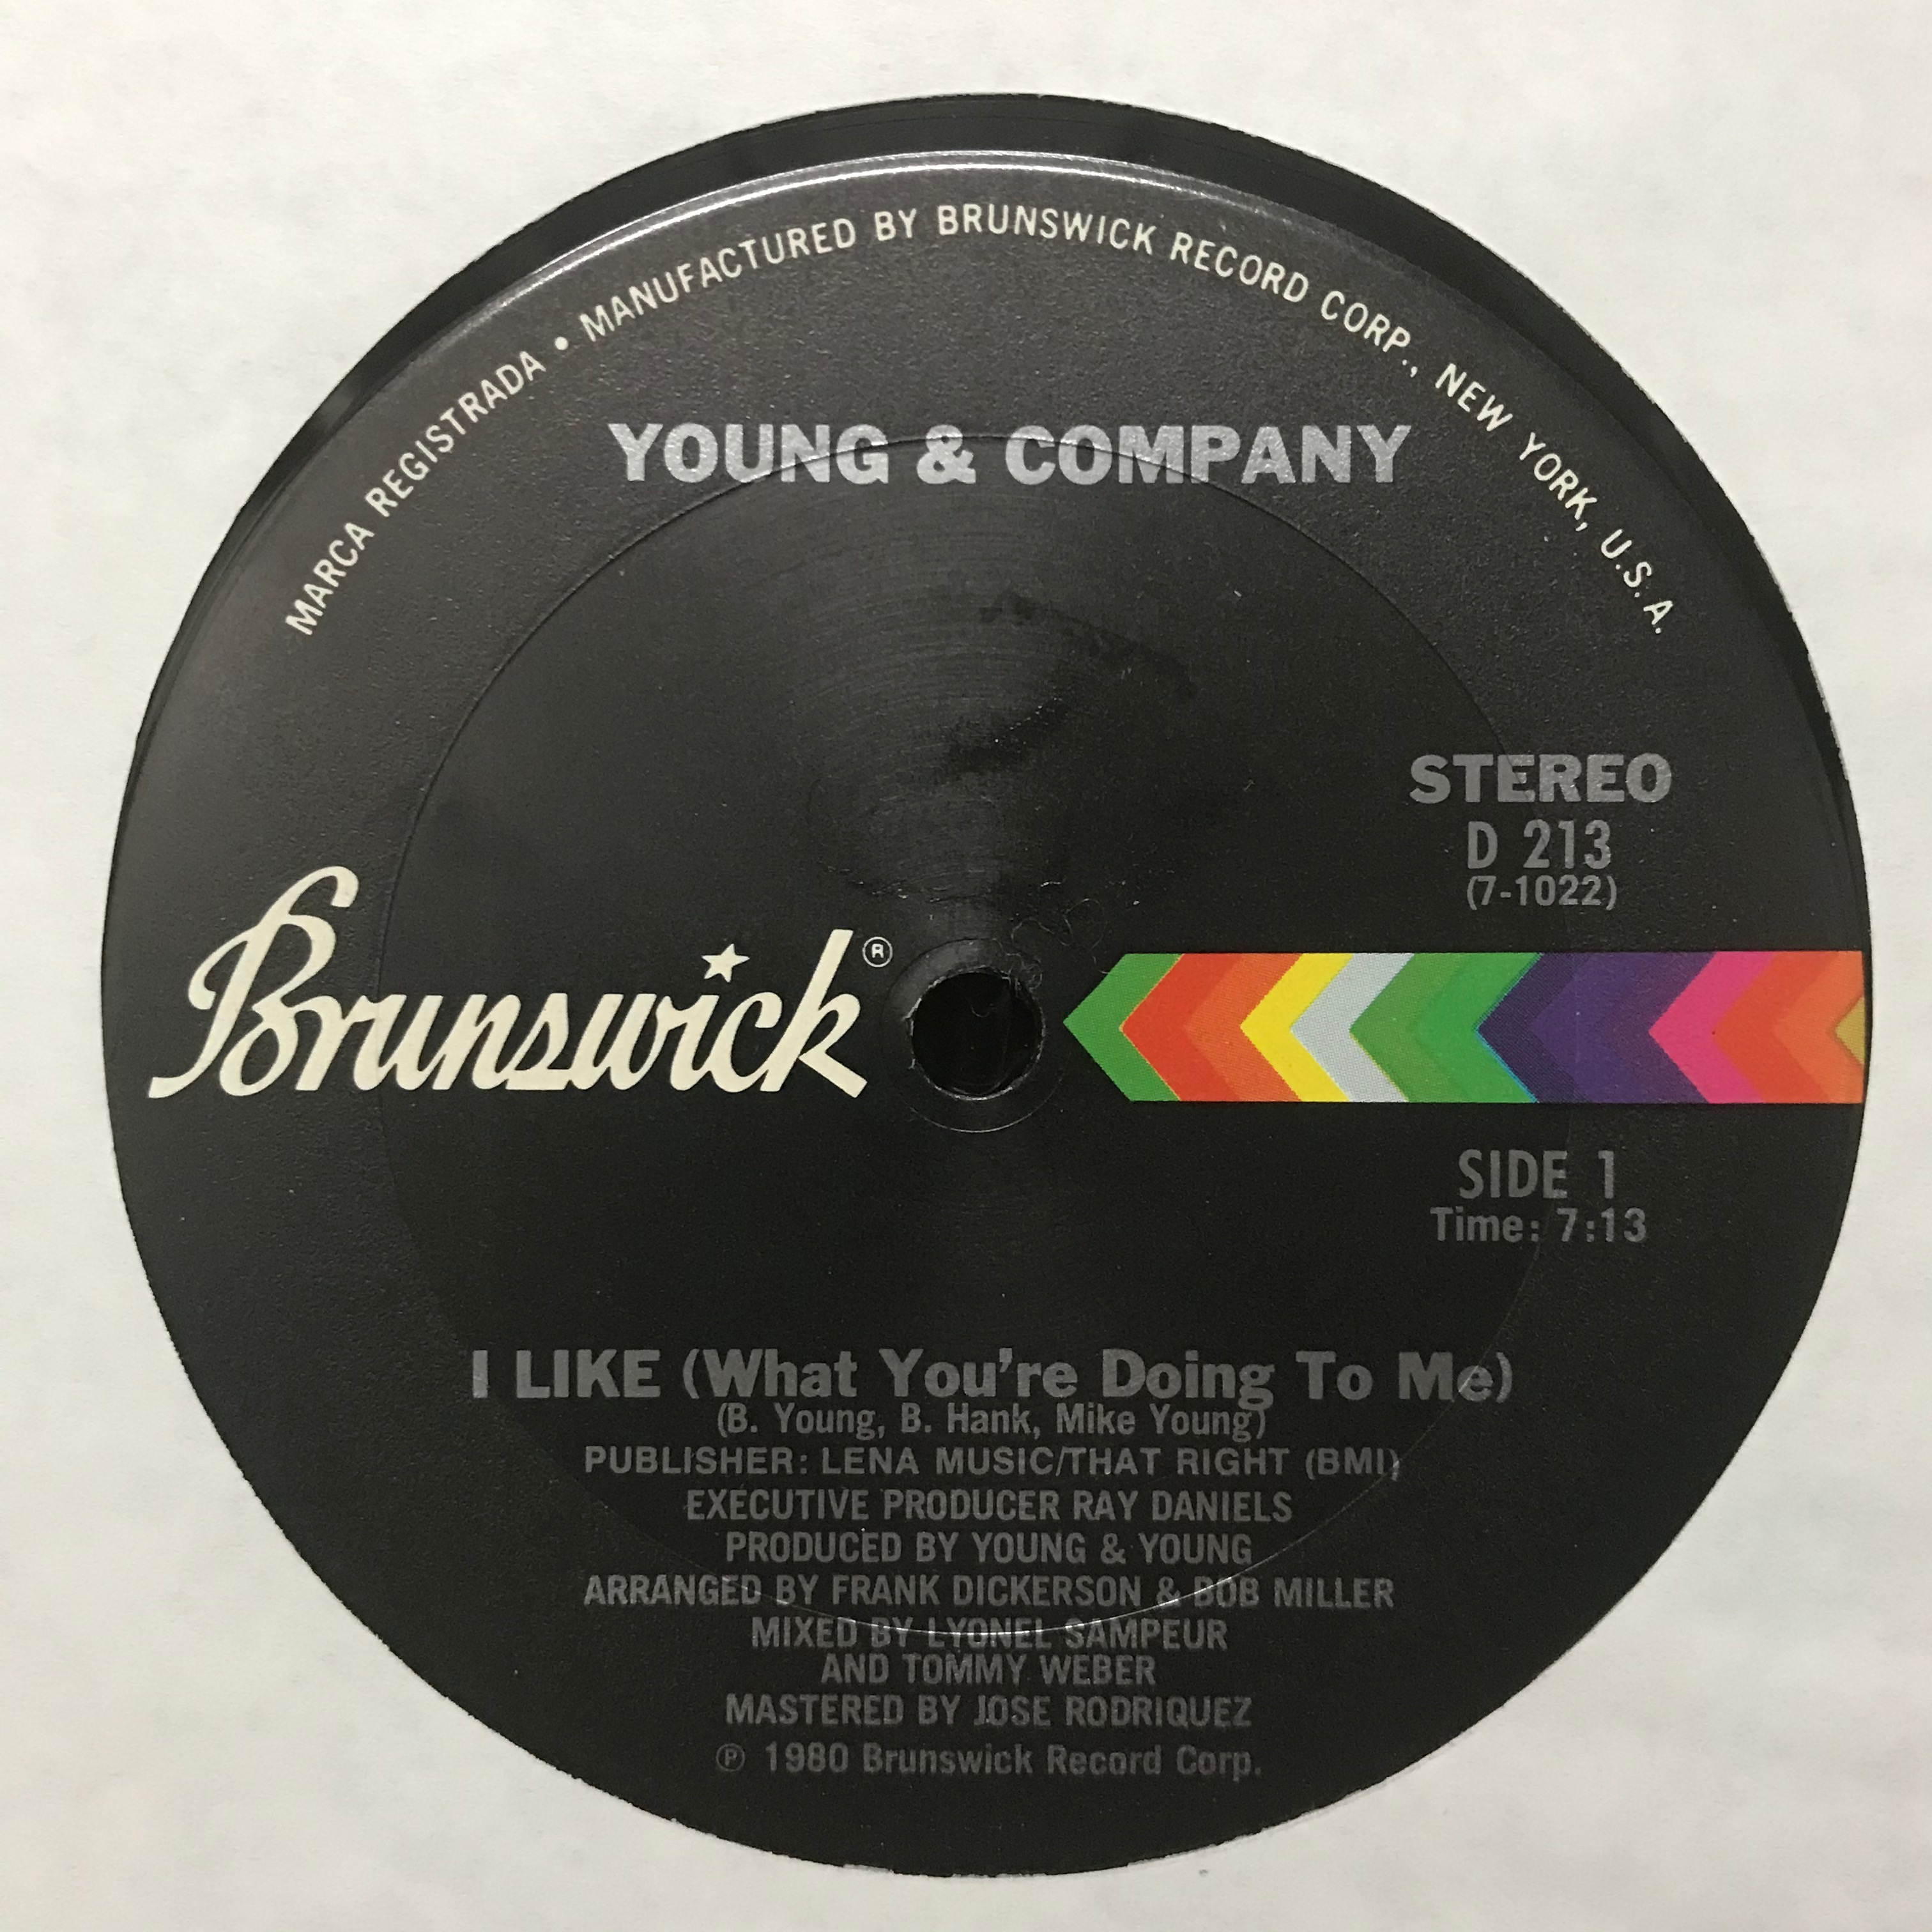 MARCA REGISTRADA • MANUFACTURED BY BRUNSWICK RECORD CORP., NEW YORK, U.S.A.
YOUNG & COMPANY
STEREO
D 213
(7-1022)
Brunswick ®
SIDE 1
Time: 7:13
I LIKE (What You're Doing To Me)
(B. Young, B. Hank, Mike Young)
PUBLISHER: LENA MUSIC/THAT RIGHT (BMI)
EXECUTIVE PRODUCER RAY DANIELS
PRODUCED BY YOUNG & YOUNG
ARRANGED BY FRANK DICKERSON & BOB MILLER
MIXED BY LYONEL SAMPEUR
AND TOMMY WEBER
MASTERED BY JOSE RODRIQUEZ
℗ 1980 Brunswick Record Corp.